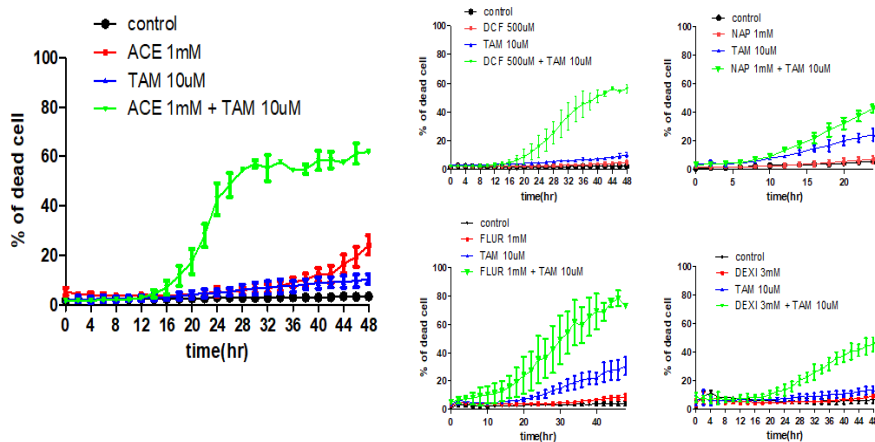 control
ACE 1mM
TAM 10uM
ACE 1mM + TAM 10uM
% of dead cell
100
80
60
40
20
0
0 4 8 12 16 20 24 28 32 36 40 44 48
time(hr)
control
DCF 500uM
TAM 10uM
DCF 500uM + TAM 10uM
% of dead cell
100
80
60
40
20
0
0 4 8 12 16 20 24 28 32 36 40 44 48
time(hr)
control
NAP 1mM
TAM 10uM
NAP 1mM + TAM 10uM
% of dead cell
100
80
60
40
20
0
0 5 10 20
time(hr)
control
FLUR 1mM
TAM 10uM
FLUR 1mM + TAM 10uM
% of dead cell
100
80
60
40
20
0
0 10 30 40
time(hr)
control
DEXI 3mM
TAM 10uM
DEXI 3mM + TAM 10uM
% of dead cell
100
80
60
40
20
0
0 4 8 12 16 20 24 28 32 36 40 44 48
time(hr)